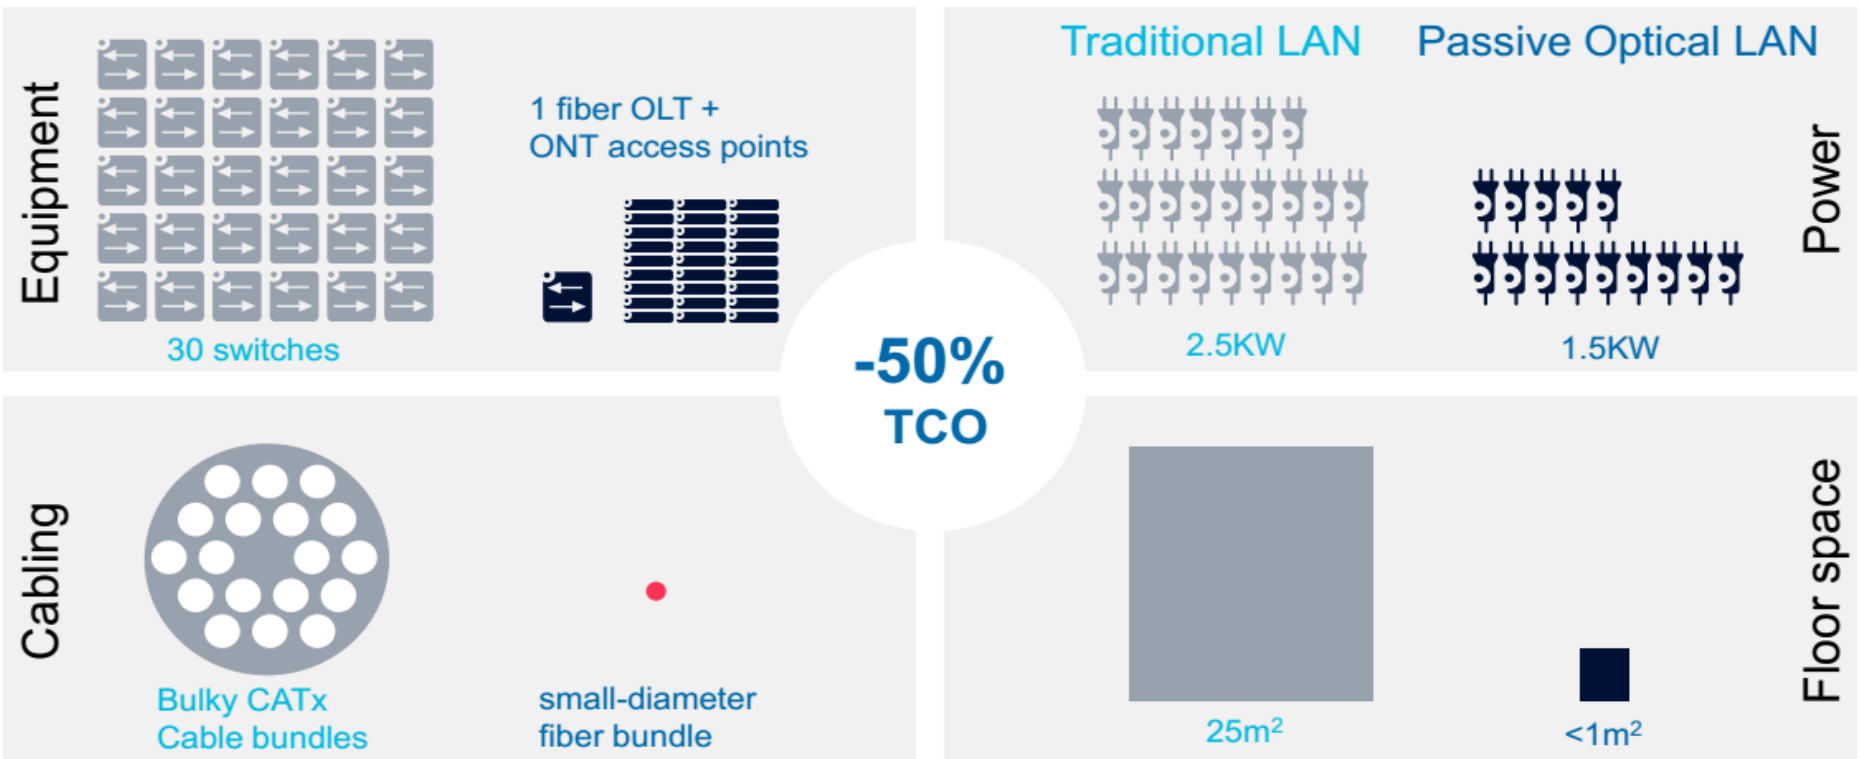 Equipment
30 switches
1 fiber OLT +
ONT access points
Traditional LAN
Passive Optical LAN
2.5KW
1.5KW
Power
-50%
TCO
Cabling
Bulky CATx
Cable bundles
small-diameter
fiber bundle
25m²
<1m²
Floor space